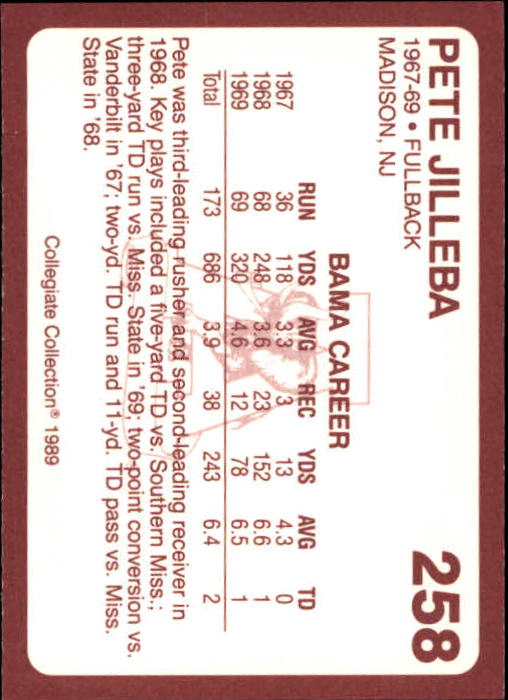 PETE JILLEBA 258
1967-69 • FULLBACK
MADISON, NJ
BAMA CAREER
RUN YDS AVG REC YDS AVG TD
1967 36 118 3.3 3 13 4.3 0
1968 68 248 3.6 23 152 6.6 1
1969 69 320 4.6 12 78 6.5 1
Total 173 686 3.9 38 243 6.4 2
Pete was third-leading rusher and second-leading receiver in
1968. Key plays included a five-yard TD vs. Southern Miss.;
three-yard TD run vs. Miss. State in '69; two-point conversion vs.
Vanderbilt in '67; two-yd. TD run and 11-yd. TD pass vs. Miss.
State in '68.
Collegiate Collection® 1989